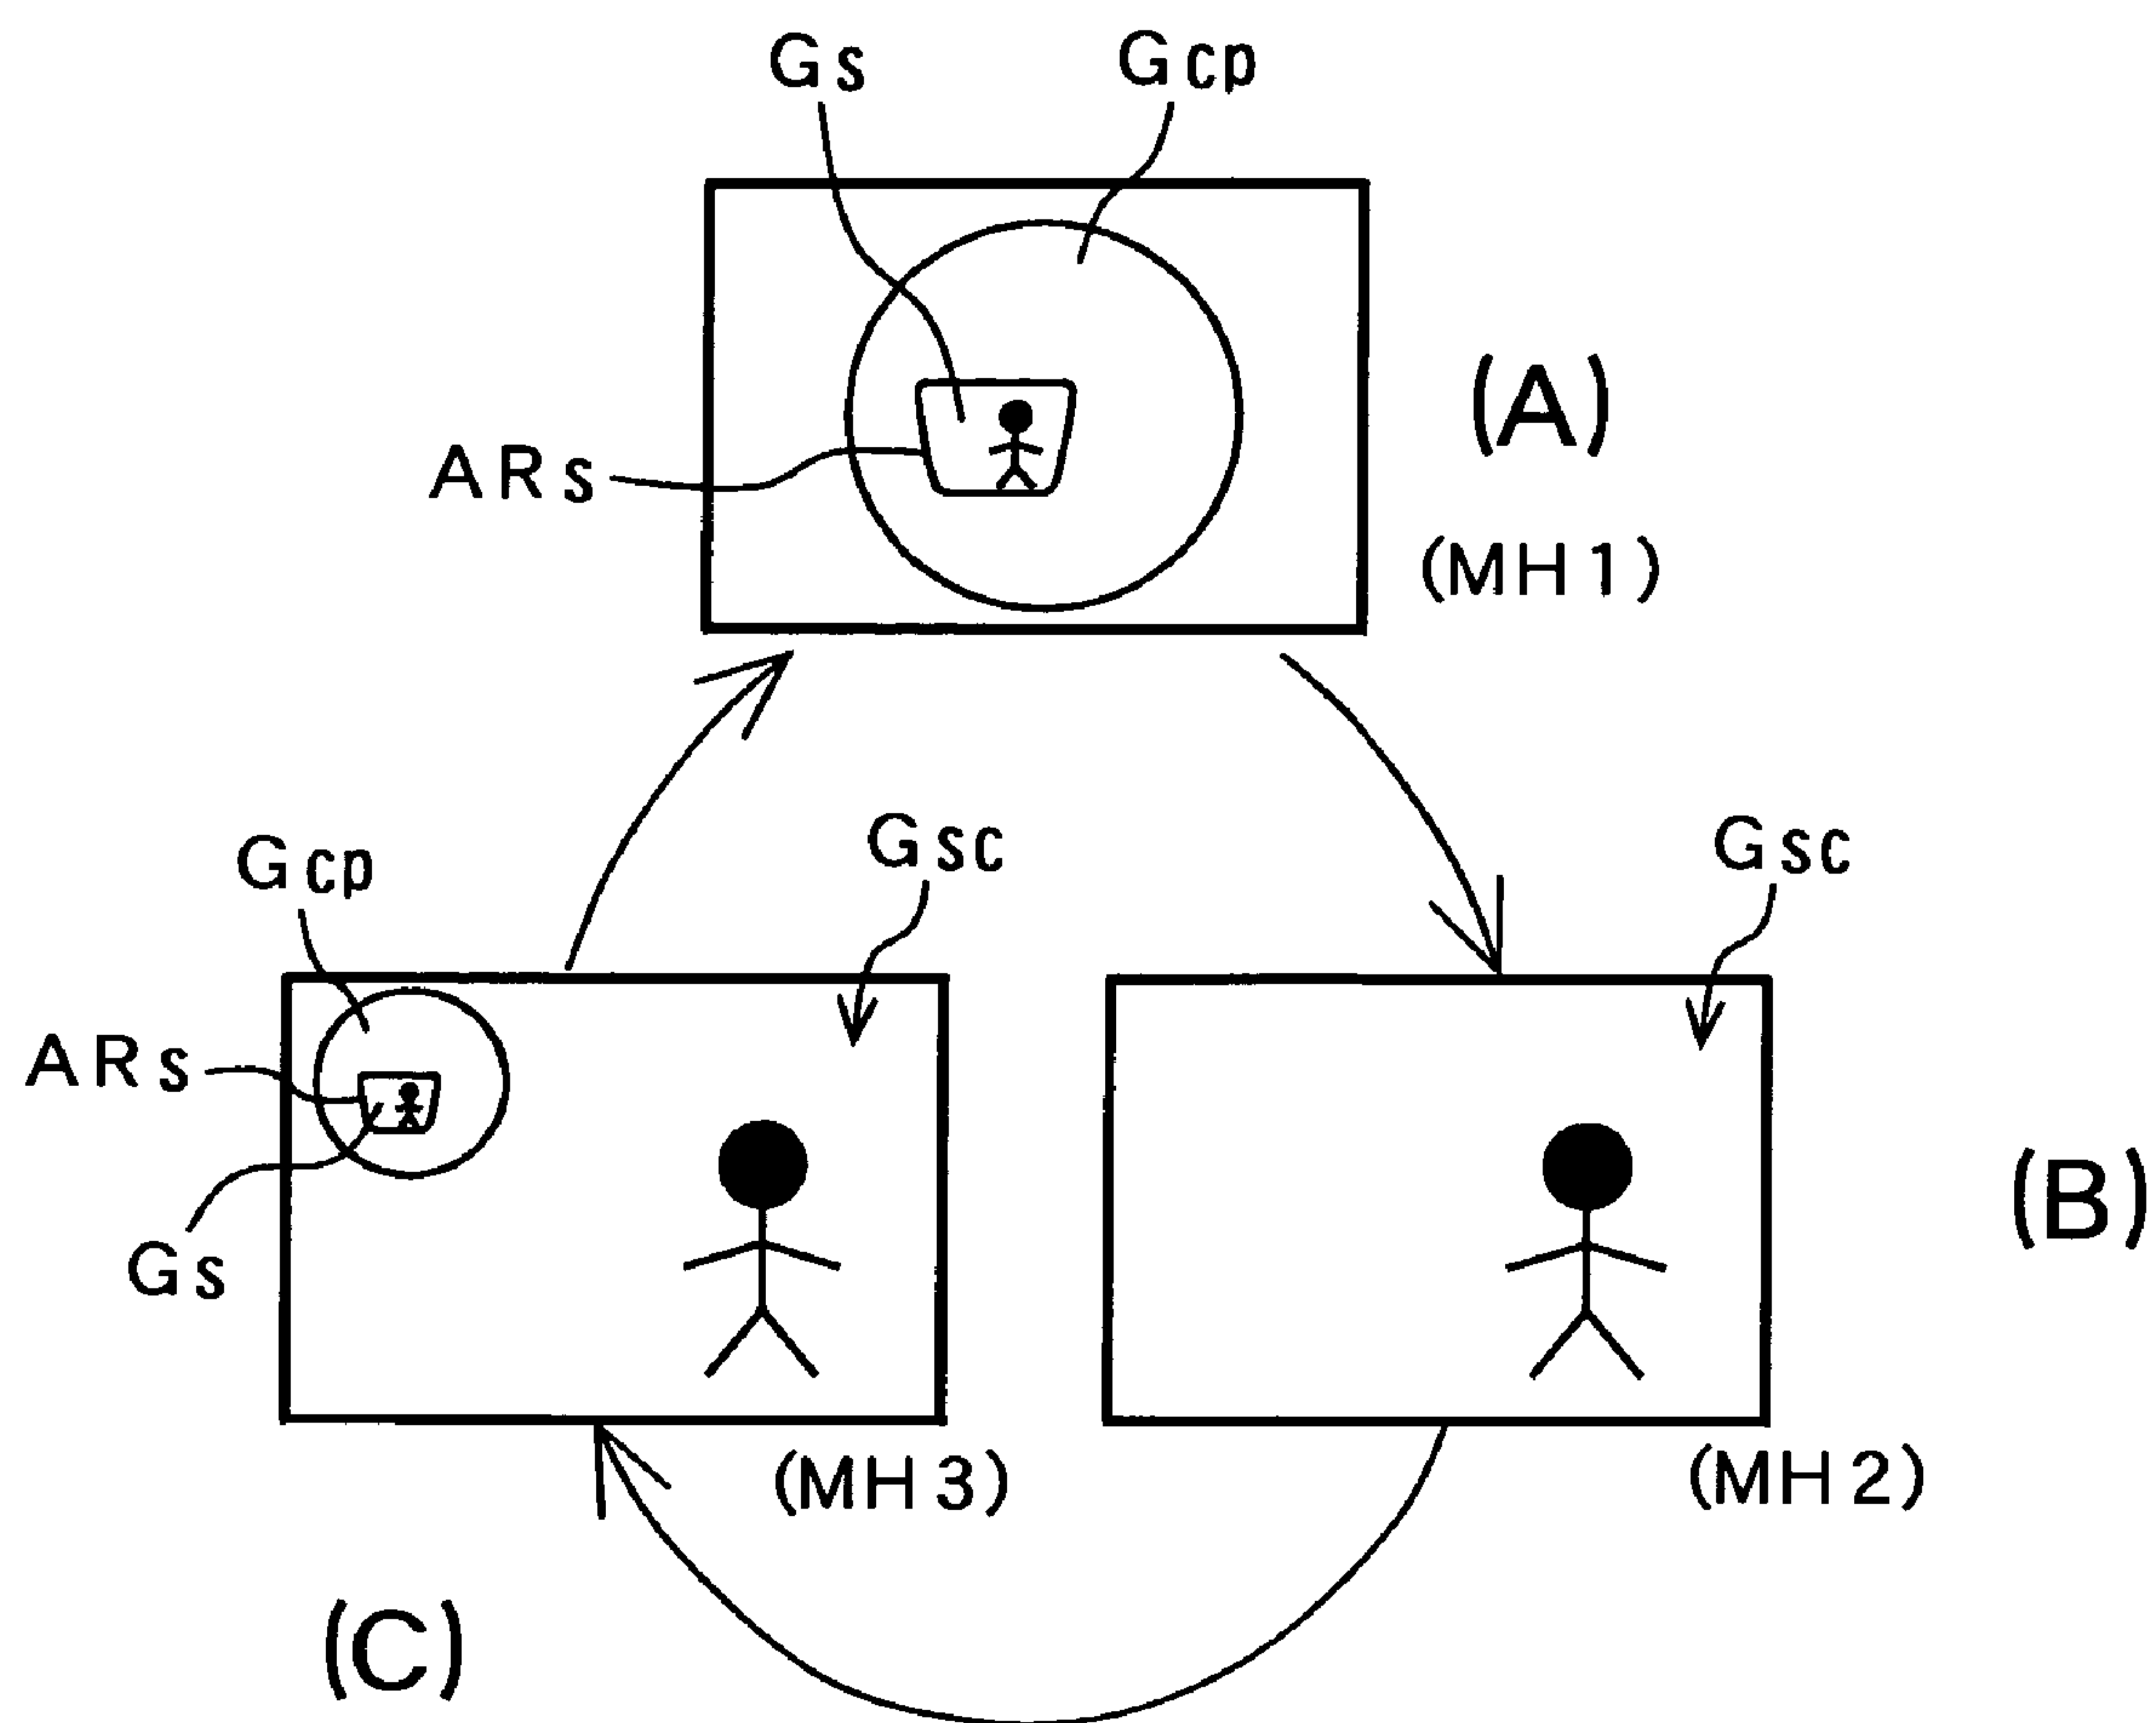 Gs Gcp
(A)
ARs
(MH1)
Gcp Gsc Gsc
ARs
(B)
Gs
(MH3) (MH2)
(C)